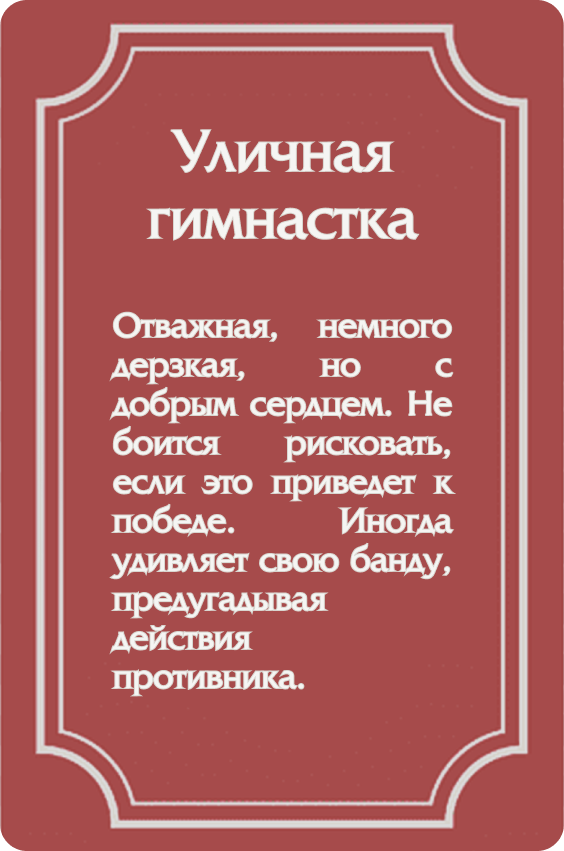 Уличная
гимнастка
Отважная, немного
дерзкая, но с
добрым сердцем. Не
боится рисковать,
если это приведет к
победе. Иногда
удивляет свою банду,
предугадывая
действия
противника.